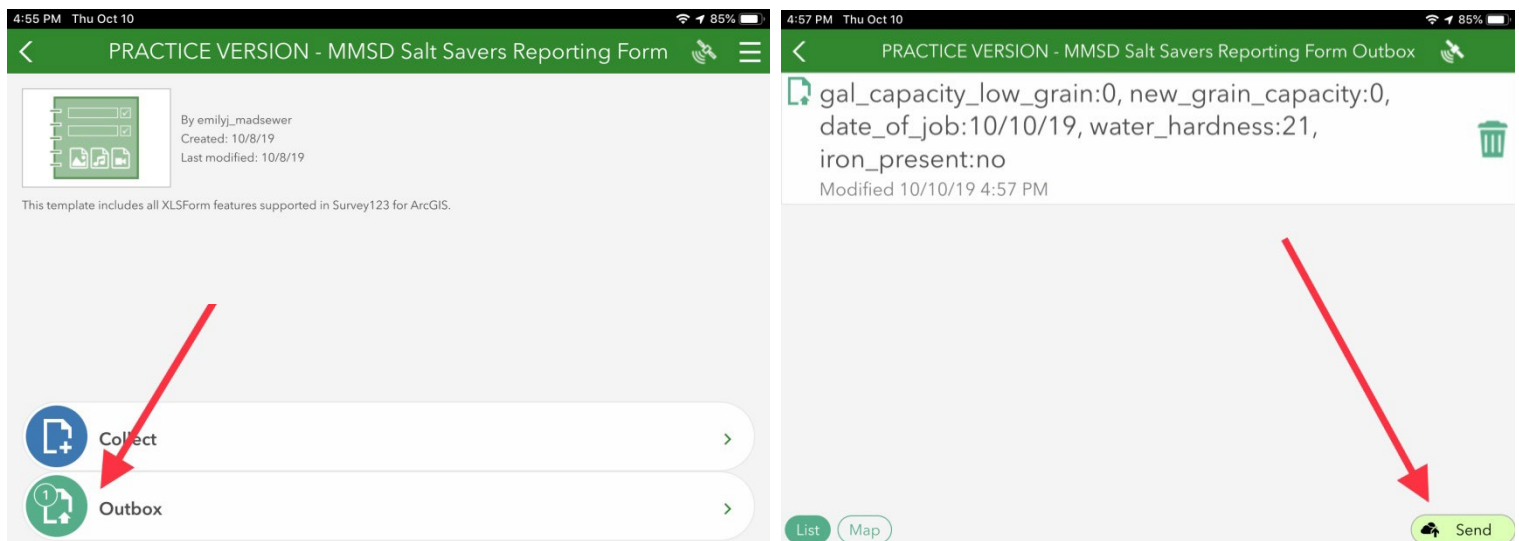 4:55 PM Thu Oct 10
85%
PRACTICE VERSION - MMSD Salt Savers Reporting Form
By emilyj_madsewer
Created: 10/8/19
Last modified: 10/8/19
This template includes all XLSForm features supported in Survey123 for ArcGIS.
Collect
1
Outbox
4:57 PM Thu Oct 10
85%
PRACTICE VERSION - MMSD Salt Savers Reporting Form Outbox
gal_capacity_low_grain:0, new_grain_capacity:0,
date_of_job:10/10/19, water_hardness:21,
iron_present:no
Modified 10/10/19 4:57 PM
List
Map
Send